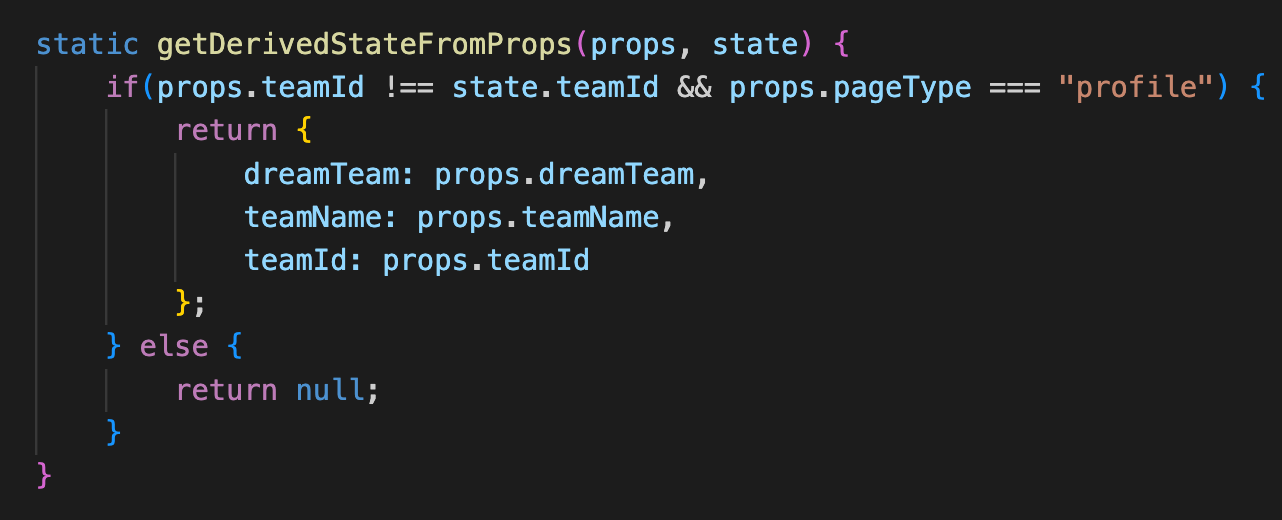 static getDerivedStateFromProps(props, state) {
    if(props.teamId !== state.teamId && props.pageType === "profile") {
        return {
            dreamTeam: props.dreamTeam,
            teamName: props.teamName,
            teamId: props.teamId
        };
    } else {
        return null;
    }
}